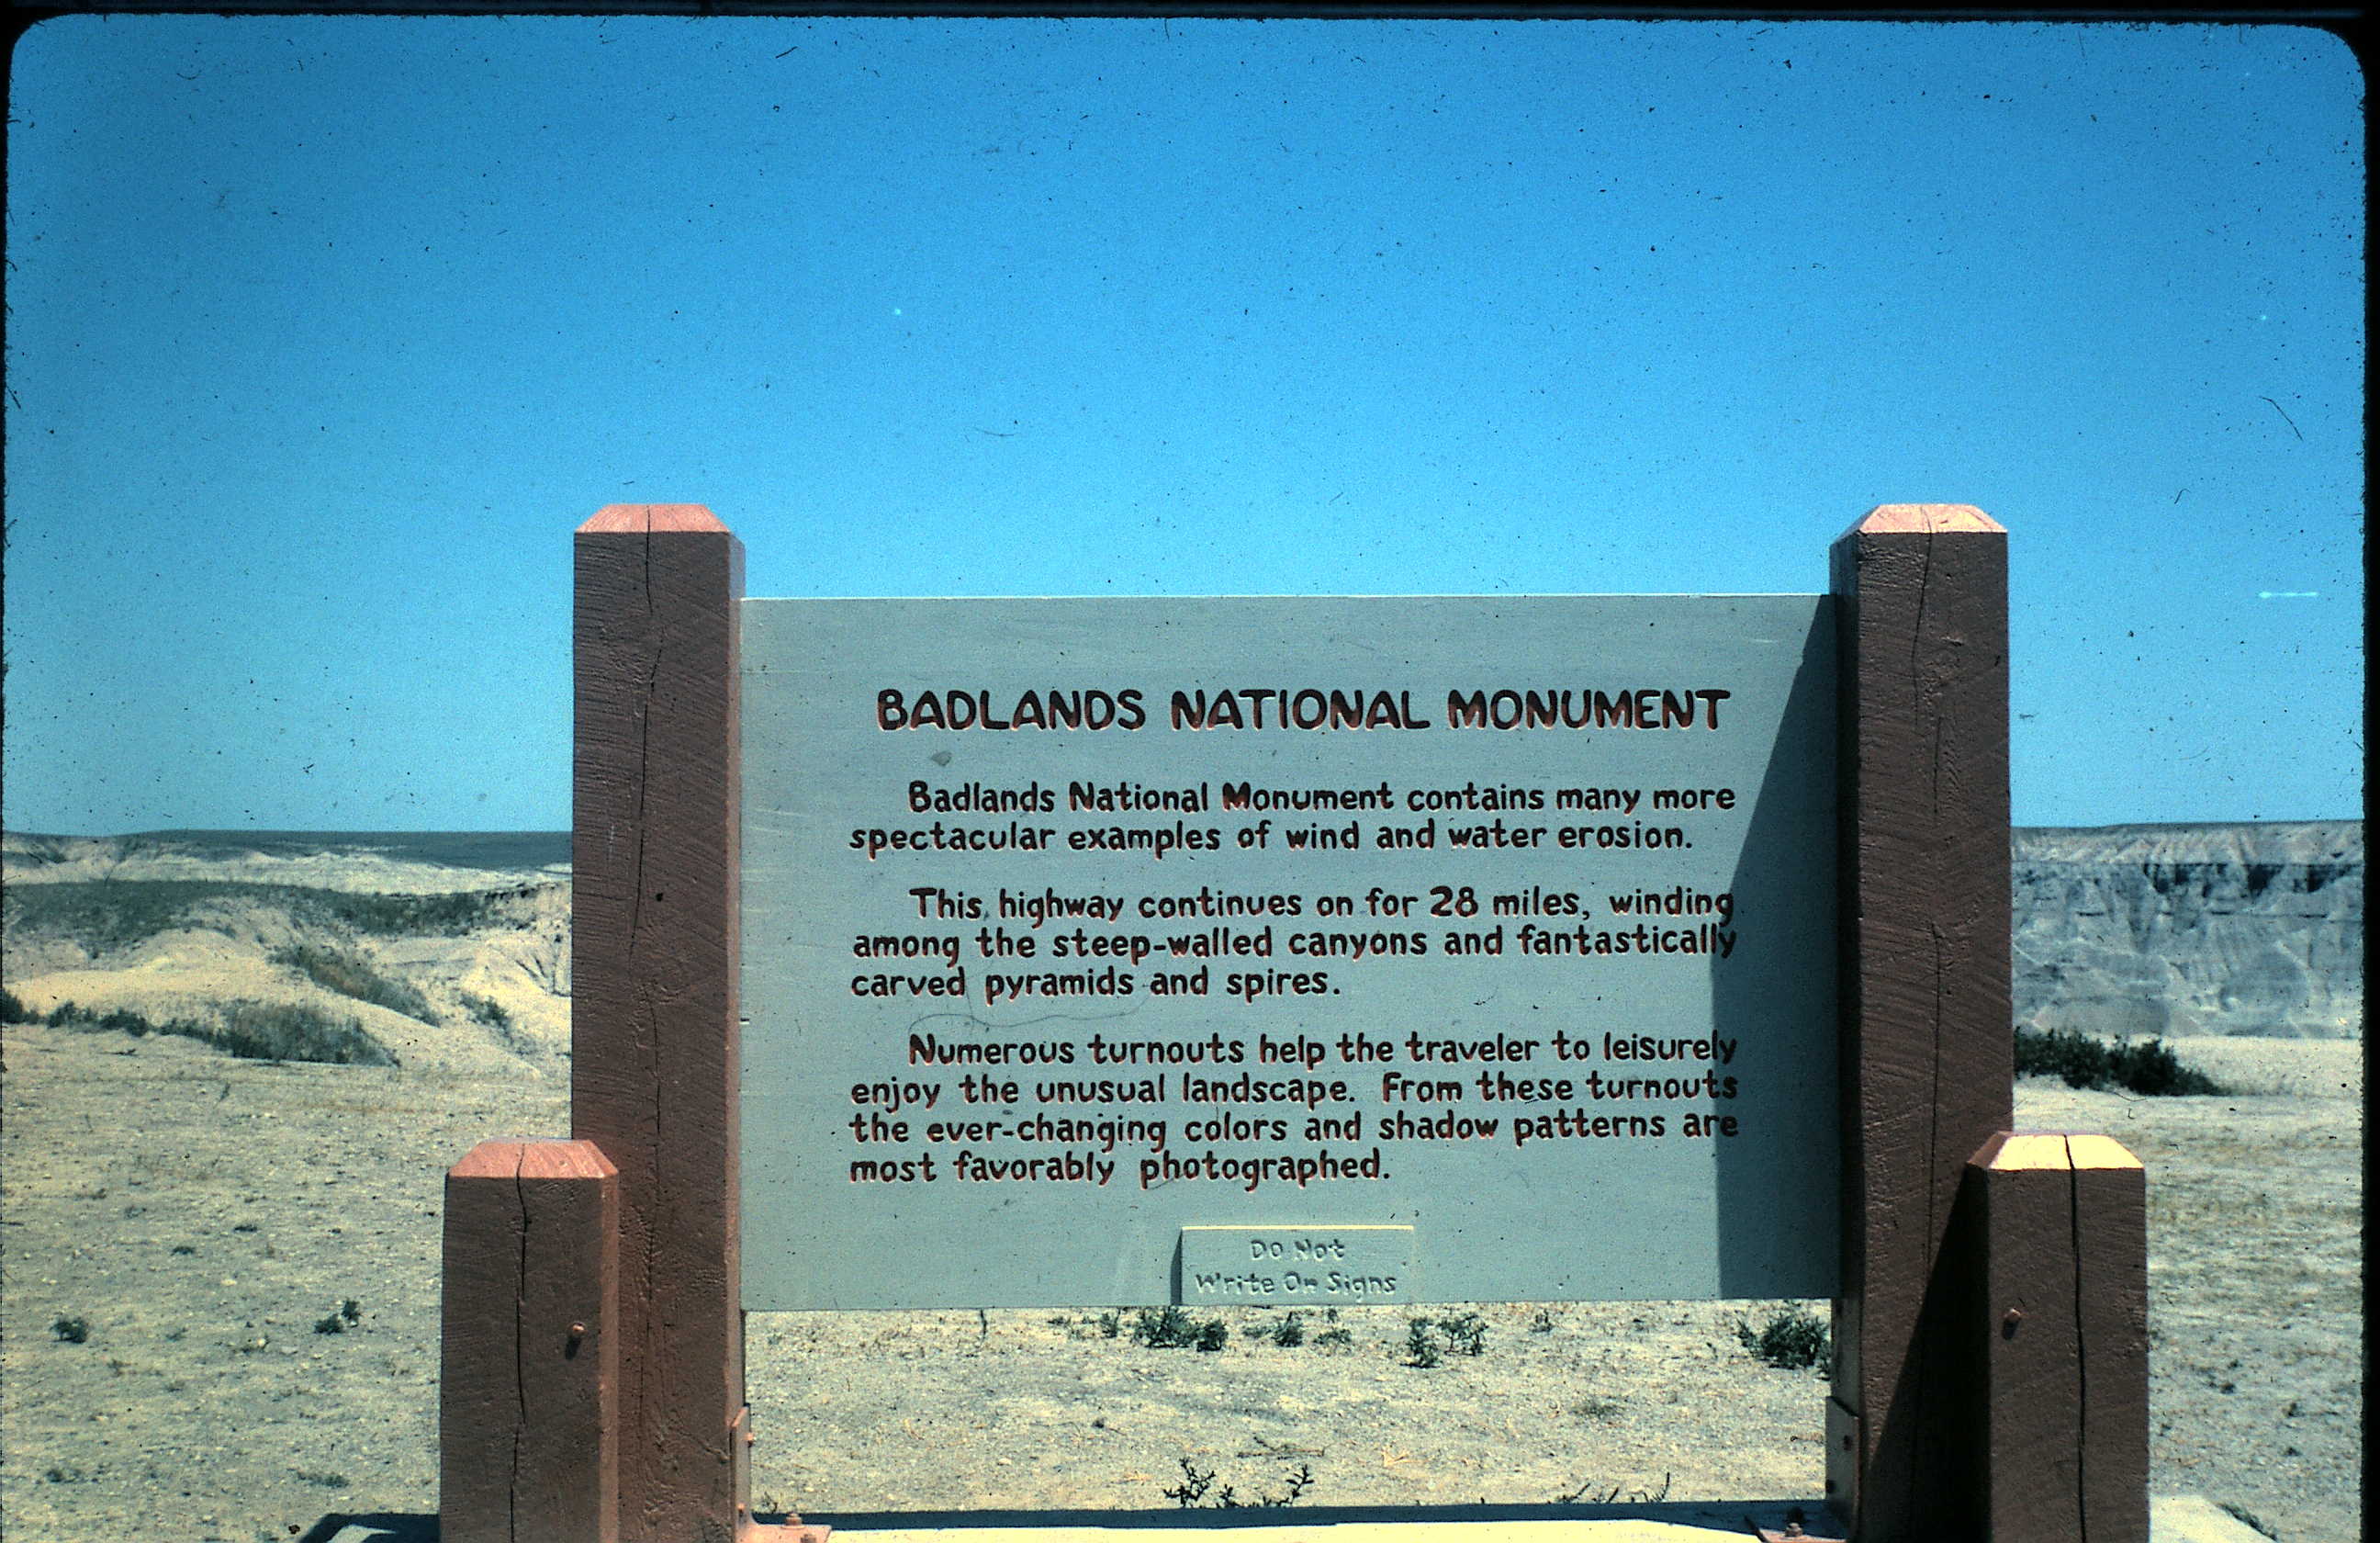 BADLANDS NATIONAL MONUMENT
Badlands National Monument contains many more
spectacular examples of wind and water erosion.
This highway continues on for 28 miles, winding
among the steep-walled canyons and fantastically
carved pyramids and spires.
Numerous turnouts help the traveler to leisurely
enjoy the unusual landscape. From these turnouts
the ever-changing colors and shadow patterns are
most favorably photographed.
Do Not
Write On Signs